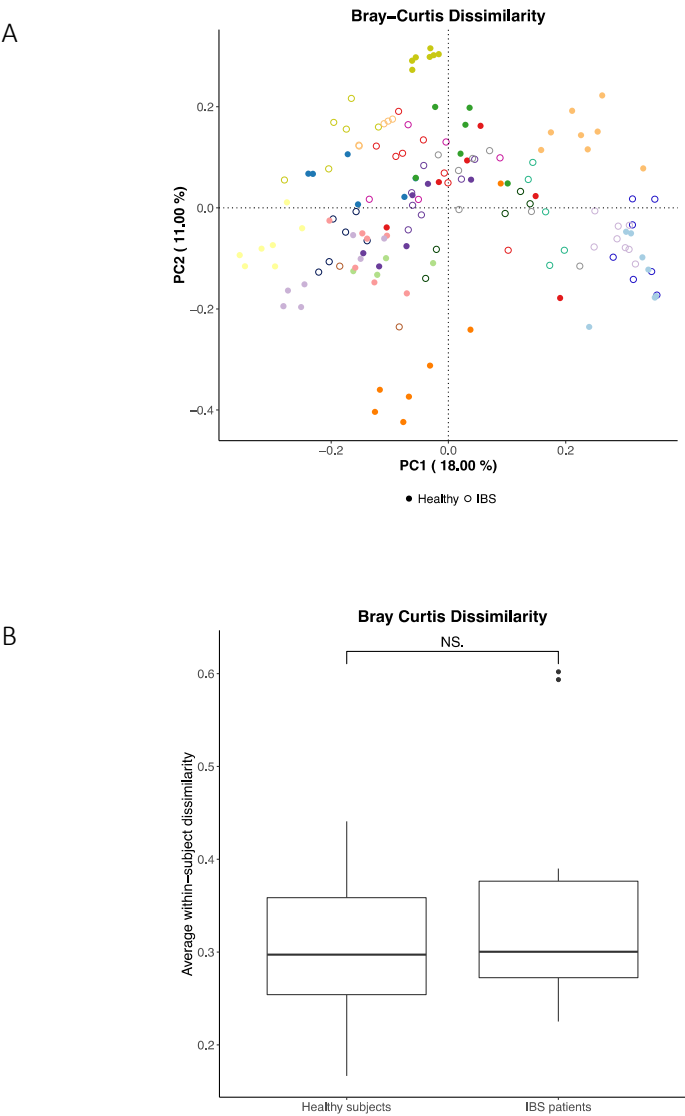 A
Bray–Curtis Dissimilarity
0.2
0.0
−0.2
−0.4
PC2 ( 11.00 %)
−0.2
0.0
0.2
PC1 ( 18.00 %)
Healthy
IBS
B
Bray Curtis Dissimilarity
NS.
0.6
0.5
0.4
0.3
0.2
Average within−subject dissimilarity
Healthy subjects
IBS patients